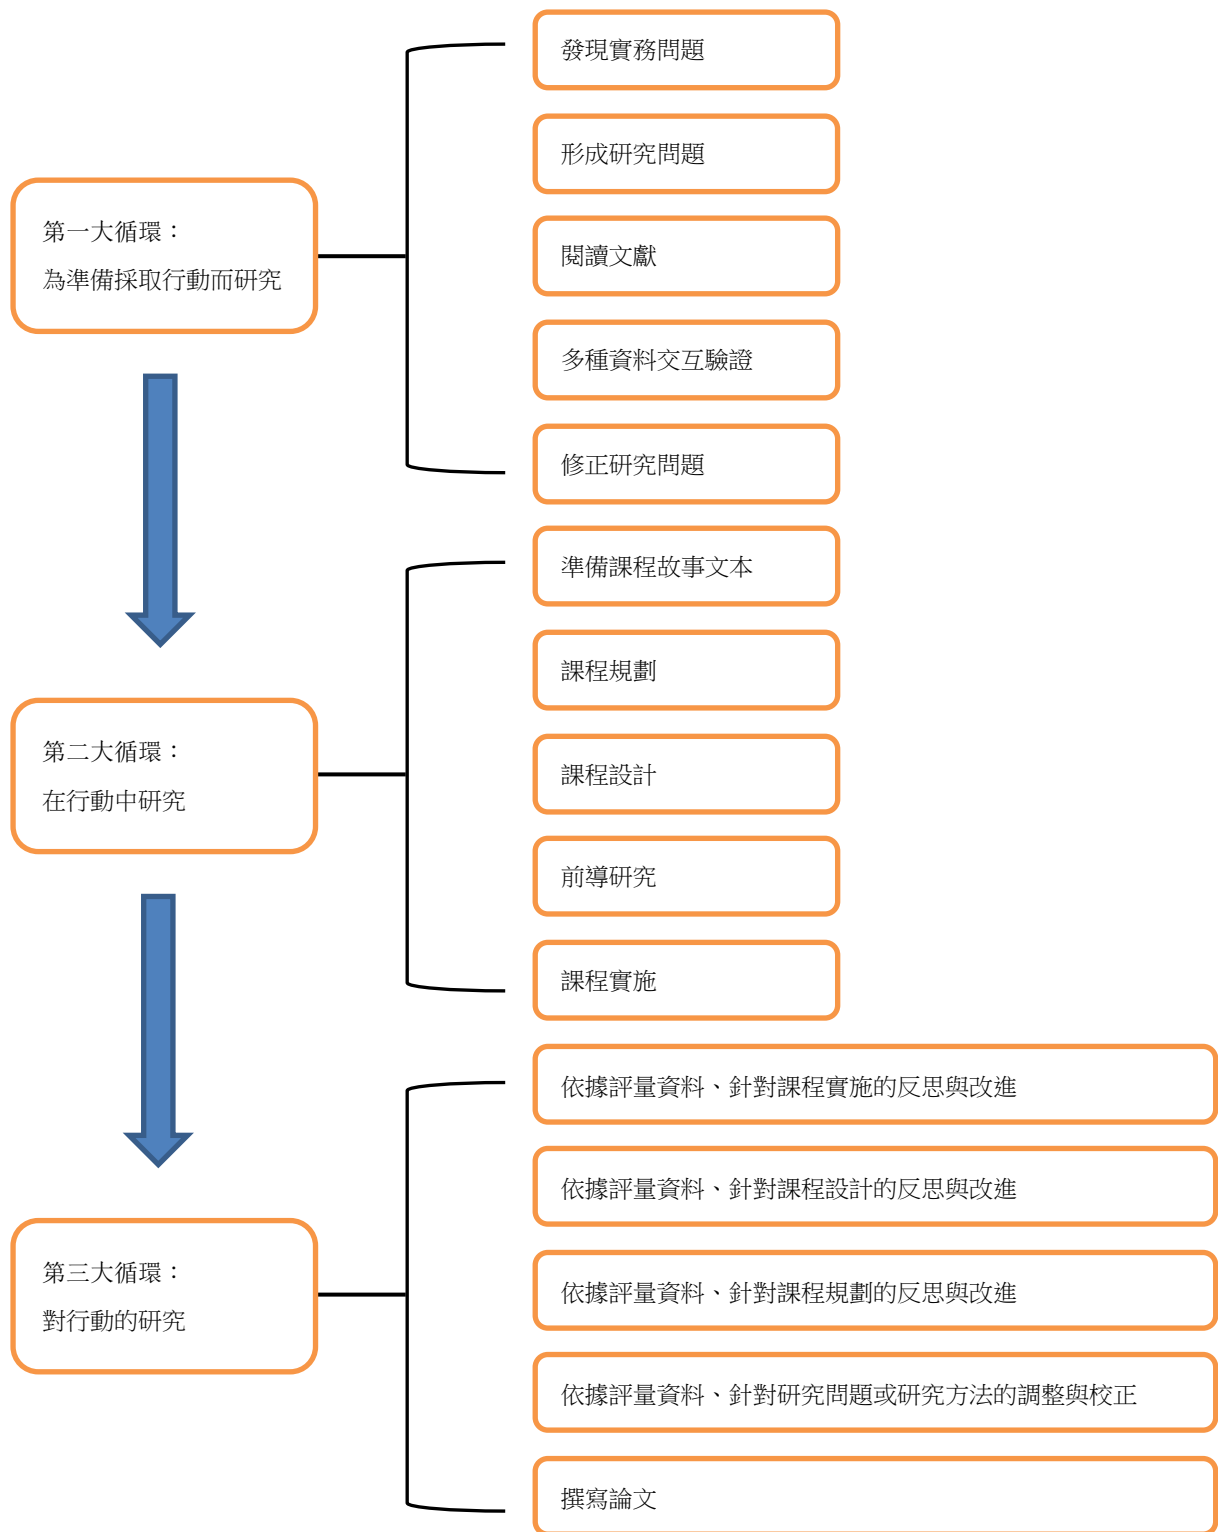 第一大循環：
為準備採取行動而研究
發現實務問題
形成研究問題
閱讀文獻
多種資料交互驗證
修正研究問題
第二大循環：
在行動中研究
準備課程故事文本
課程規劃
課程設計
前導研究
課程實施
第三大循環：
對行動的研究
依據評量資料、針對課程實施的反思與改進
依據評量資料、針對課程設計的反思與改進
依據評量資料、針對課程規劃的反思與改進
依據評量資料、針對研究問題或研究方法的調整與校正
撰寫論文